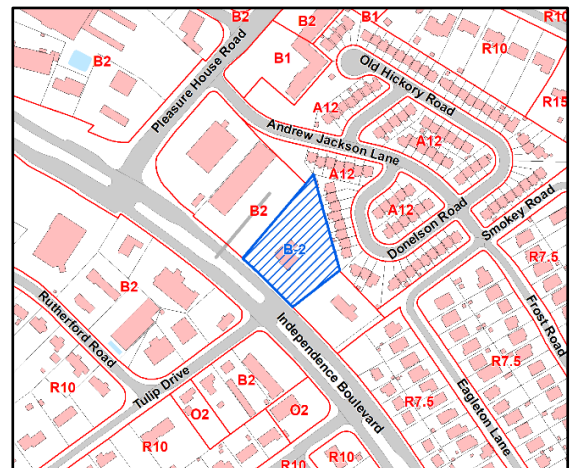 B2
B1
R10
R10
B2
B2
B1
Pleasure House Road
Old Hickory Road
R15
A12
Andrew Jackson Lane
A12
A12
B2
A12
Donelson Road
Smokey Road
B-2
R7.5
B2
Rutherford Road
Frost Road
Independence Boulevard
R7.5
Tulip Drive
B2
R10
O2
O2
R7.5
Eagleton Lane
R10
R10
R10